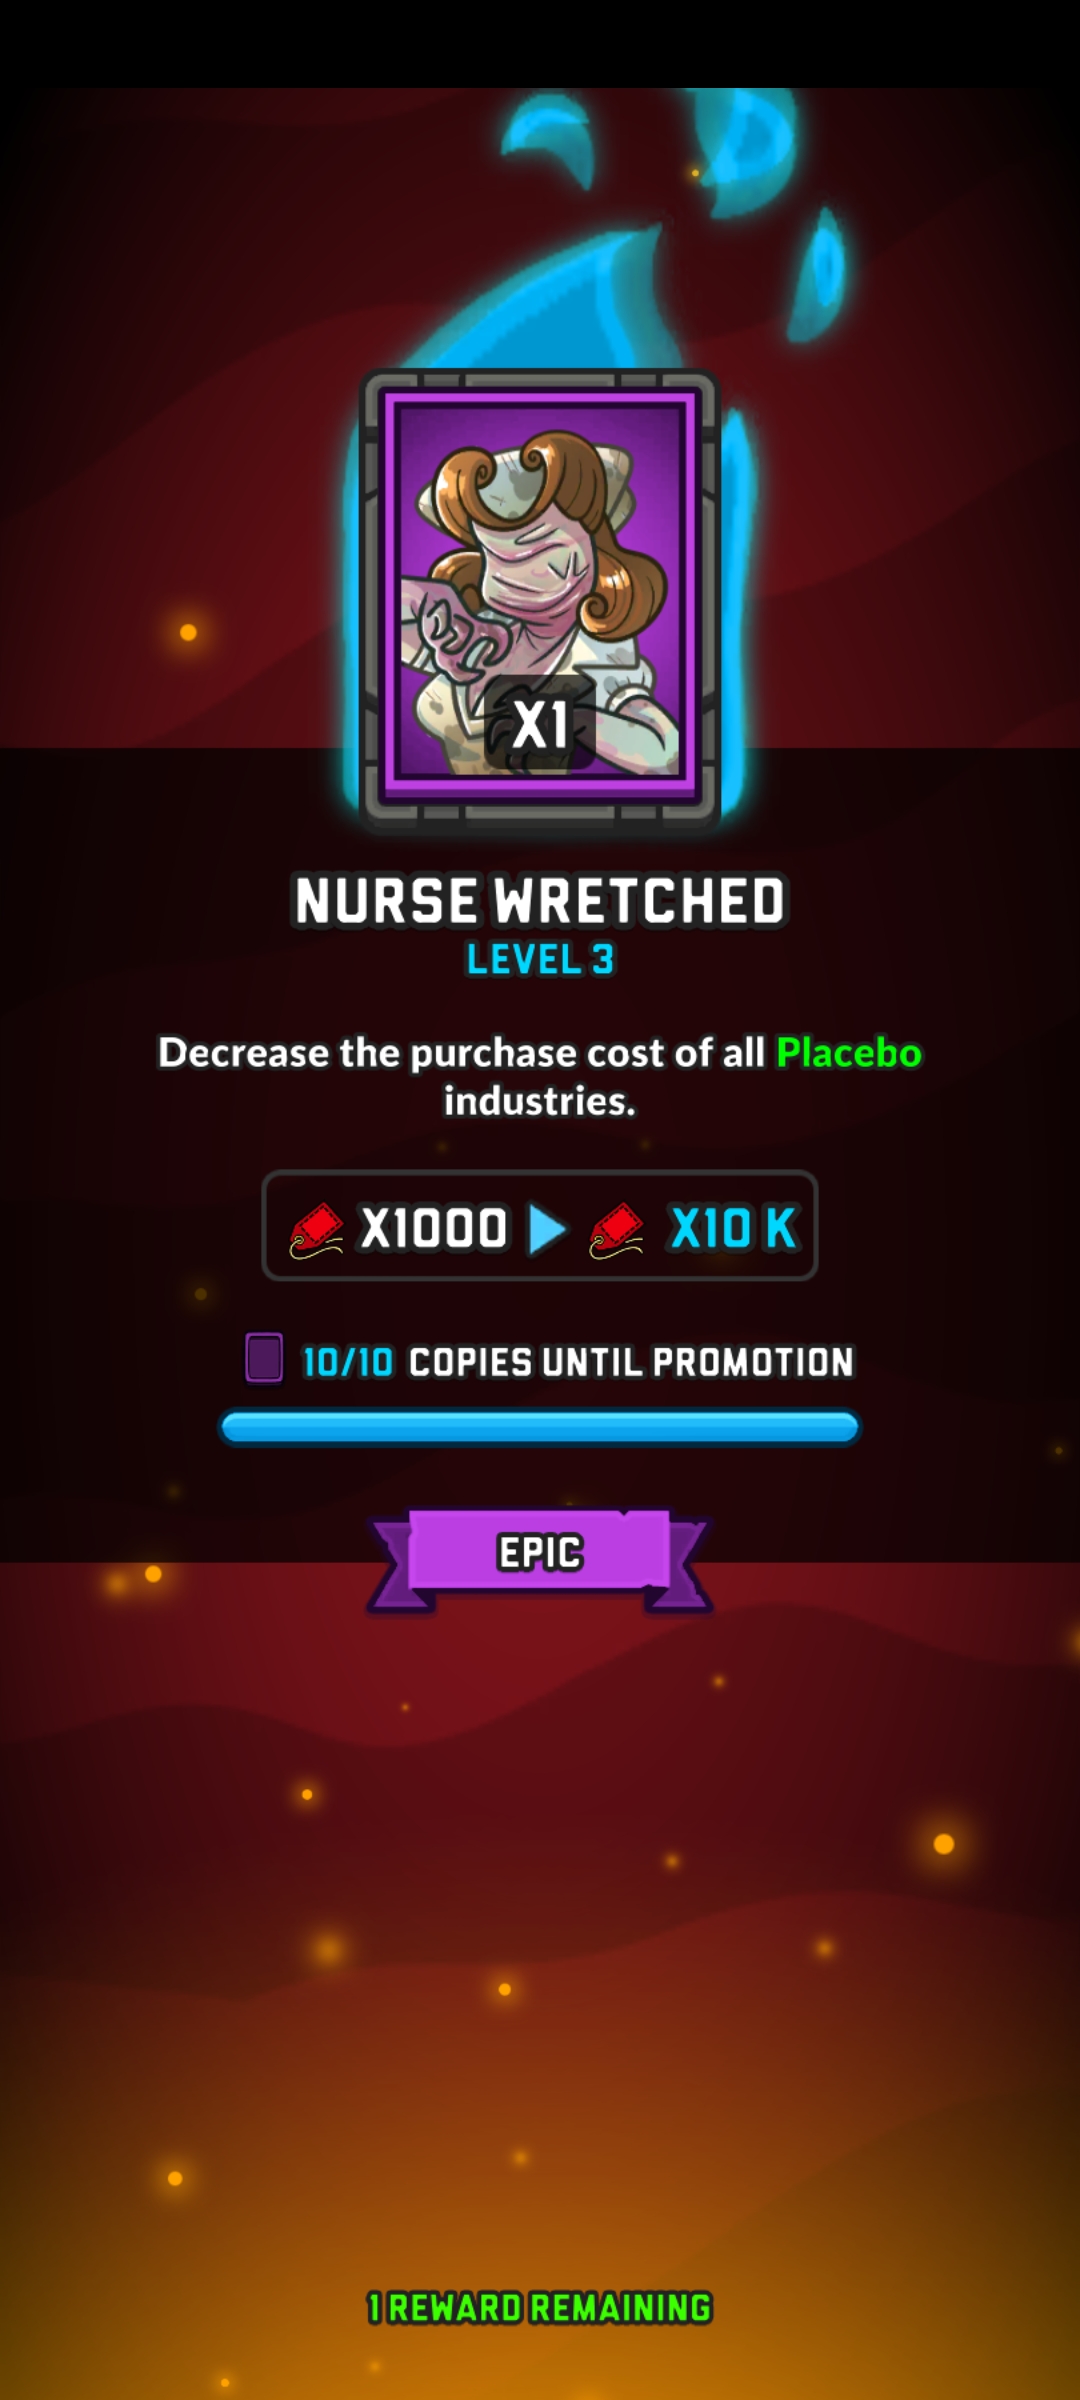 X1
NURSE WRETCHED
LEVEL 3
Decrease the purchase cost of all Placebo
industries.
X1000 X10 K
10/10 COPIES UNTIL PROMOTION
EPIC
1 REWARD REMAINING